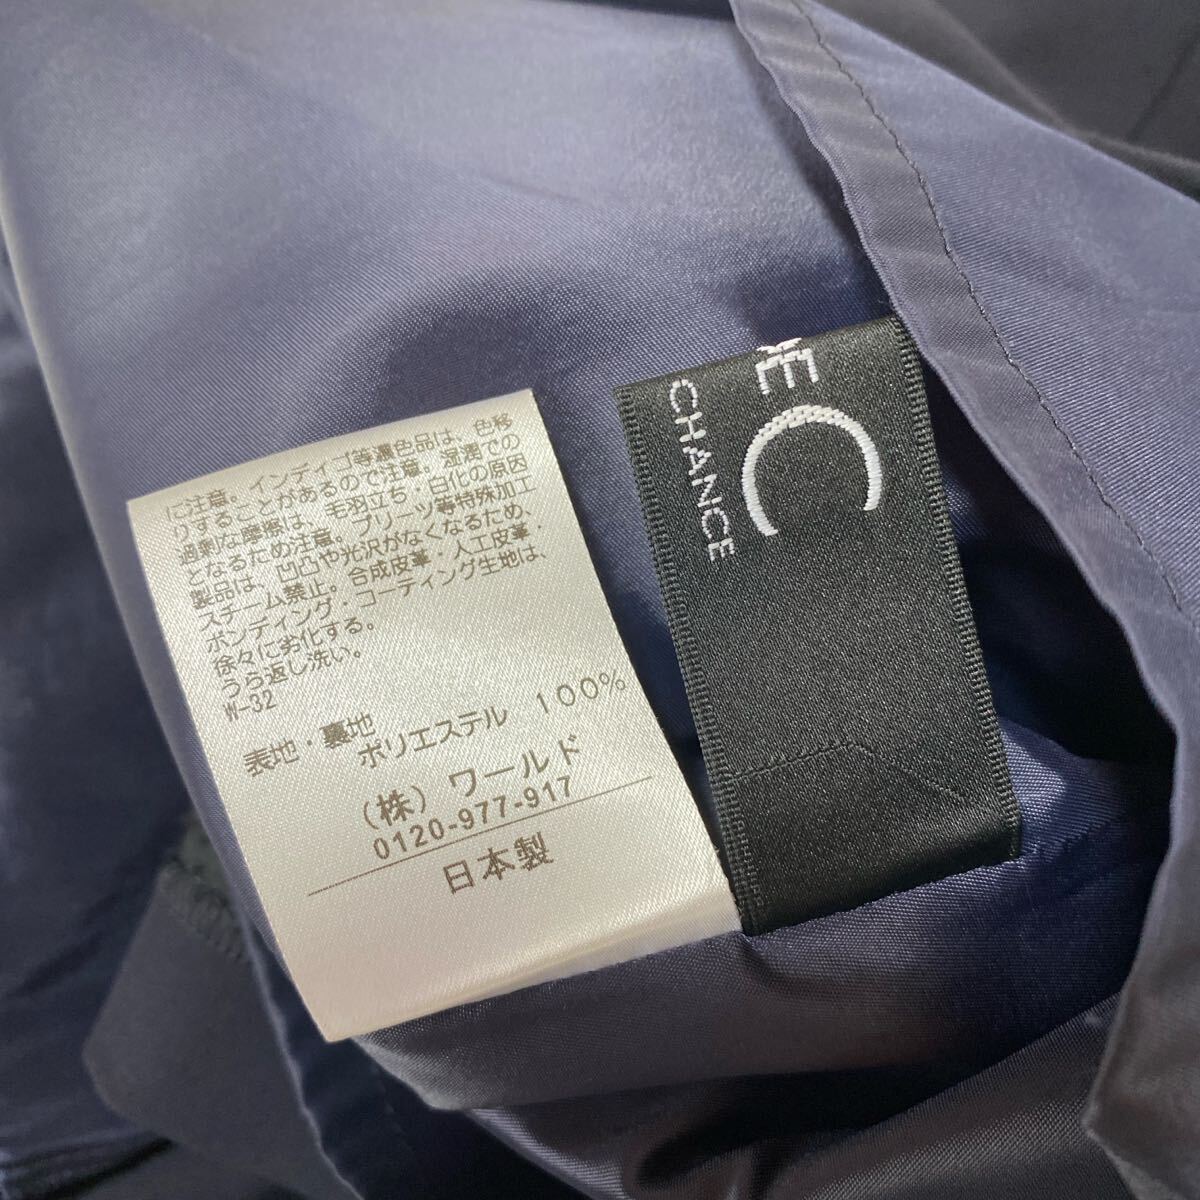 に注意。インディゴ等濃色品は、色移
りすることがあるので注意。湿潤での
過剰な摩擦は、毛羽立ち・白化の原因
となるため注意。プリーツ等特殊加工
製品は、凹凸や光沢がなくなるため、
スチーム禁止。合成皮革・人工皮革・
ボンディング・コーティング生地は、
徐々に劣化する。
うら返し洗い。
W-32
表地・裏地
ポリエステル 100%
(株) ワールド
0120-977-917
日本製
C
CHANCE